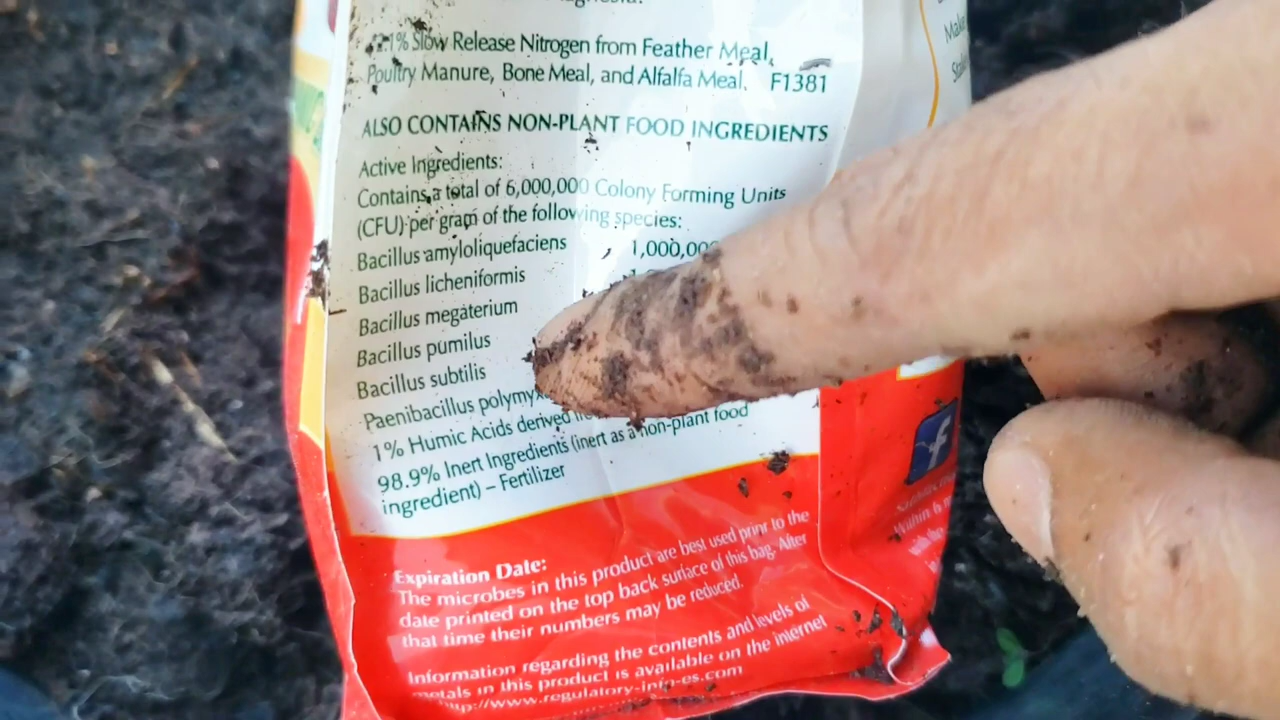 Slow Release Nitrogen from Feather Meal,
Poultry Manure, Bone Meal, and Alfalfa Meal. F1381
ALSO CONTAINS NON-PLANT FOOD INGREDIENTS
Active Ingredients:
Contains a total of 6,000,000 Colony Forming Units
(CFU) per gram of the following species:
Bacillus amyloliquefaciens 1,000,000
Bacillus licheniformis
Bacillus megaterium
Bacillus pumilus
Bacillus subtilis
Paenibacillus
1% Humic Acids derived
98.9% Inert Ingredients (inert as a non-plant food
ingredient) – Fertilizer
Expiration Date:
The microbes in this product are best used prior to the
date printed on the top back surface of this bag. After
that time their numbers may be reduced.
Information regarding the contents and levels of
metals in this product is available on the internet
http://www.regulatory-info-es.com
Make
f
Within 6